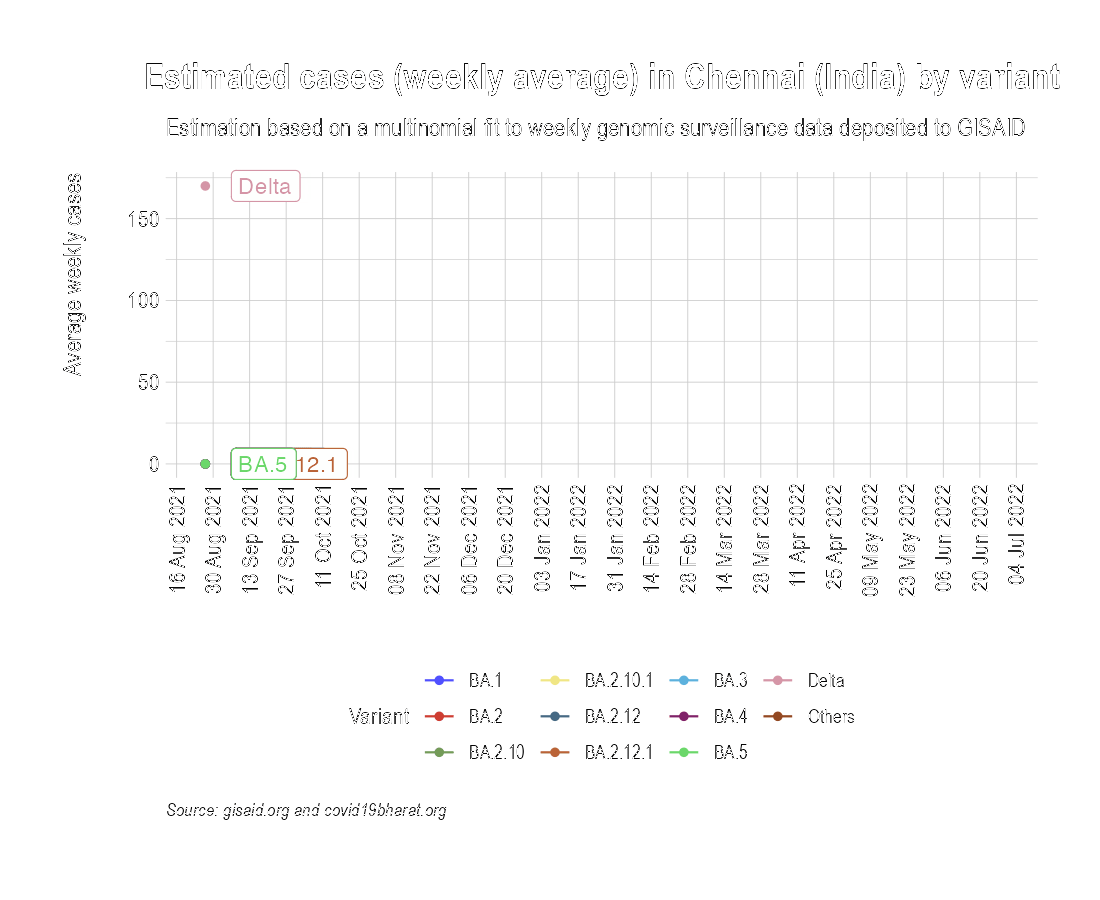 Estimated cases (weekly average) in Chennai (India) by variant
Estimation based on a multinomial fit to weekly genomic surveillance data deposited to GISAID
Average weekly cases
150
100
50
0
Delta
BA.5
12.1
16 Aug 2021
30 Aug 2021
13 Sep 2021
27 Sep 2021
11 Oct 2021
25 Oct 2021
08 Nov 2021
22 Nov 2021
06 Dec 2021
20 Dec 2021
03 Jan 2022
17 Jan 2022
31 Jan 2022
14 Feb 2022
28 Feb 2022
14 Mar 2022
28 Mar 2022
11 Apr 2022
25 Apr 2022
09 May 2022
23 May 2022
06 Jun 2022
20 Jun 2022
04 Jul 2022
Variant
BA.1
BA.2
BA.2.10
BA.2.10.1
BA.2.12
BA.2.12.1
BA.3
BA.4
BA.5
Delta
Others
Source: gisaid.org and covid19bharat.org